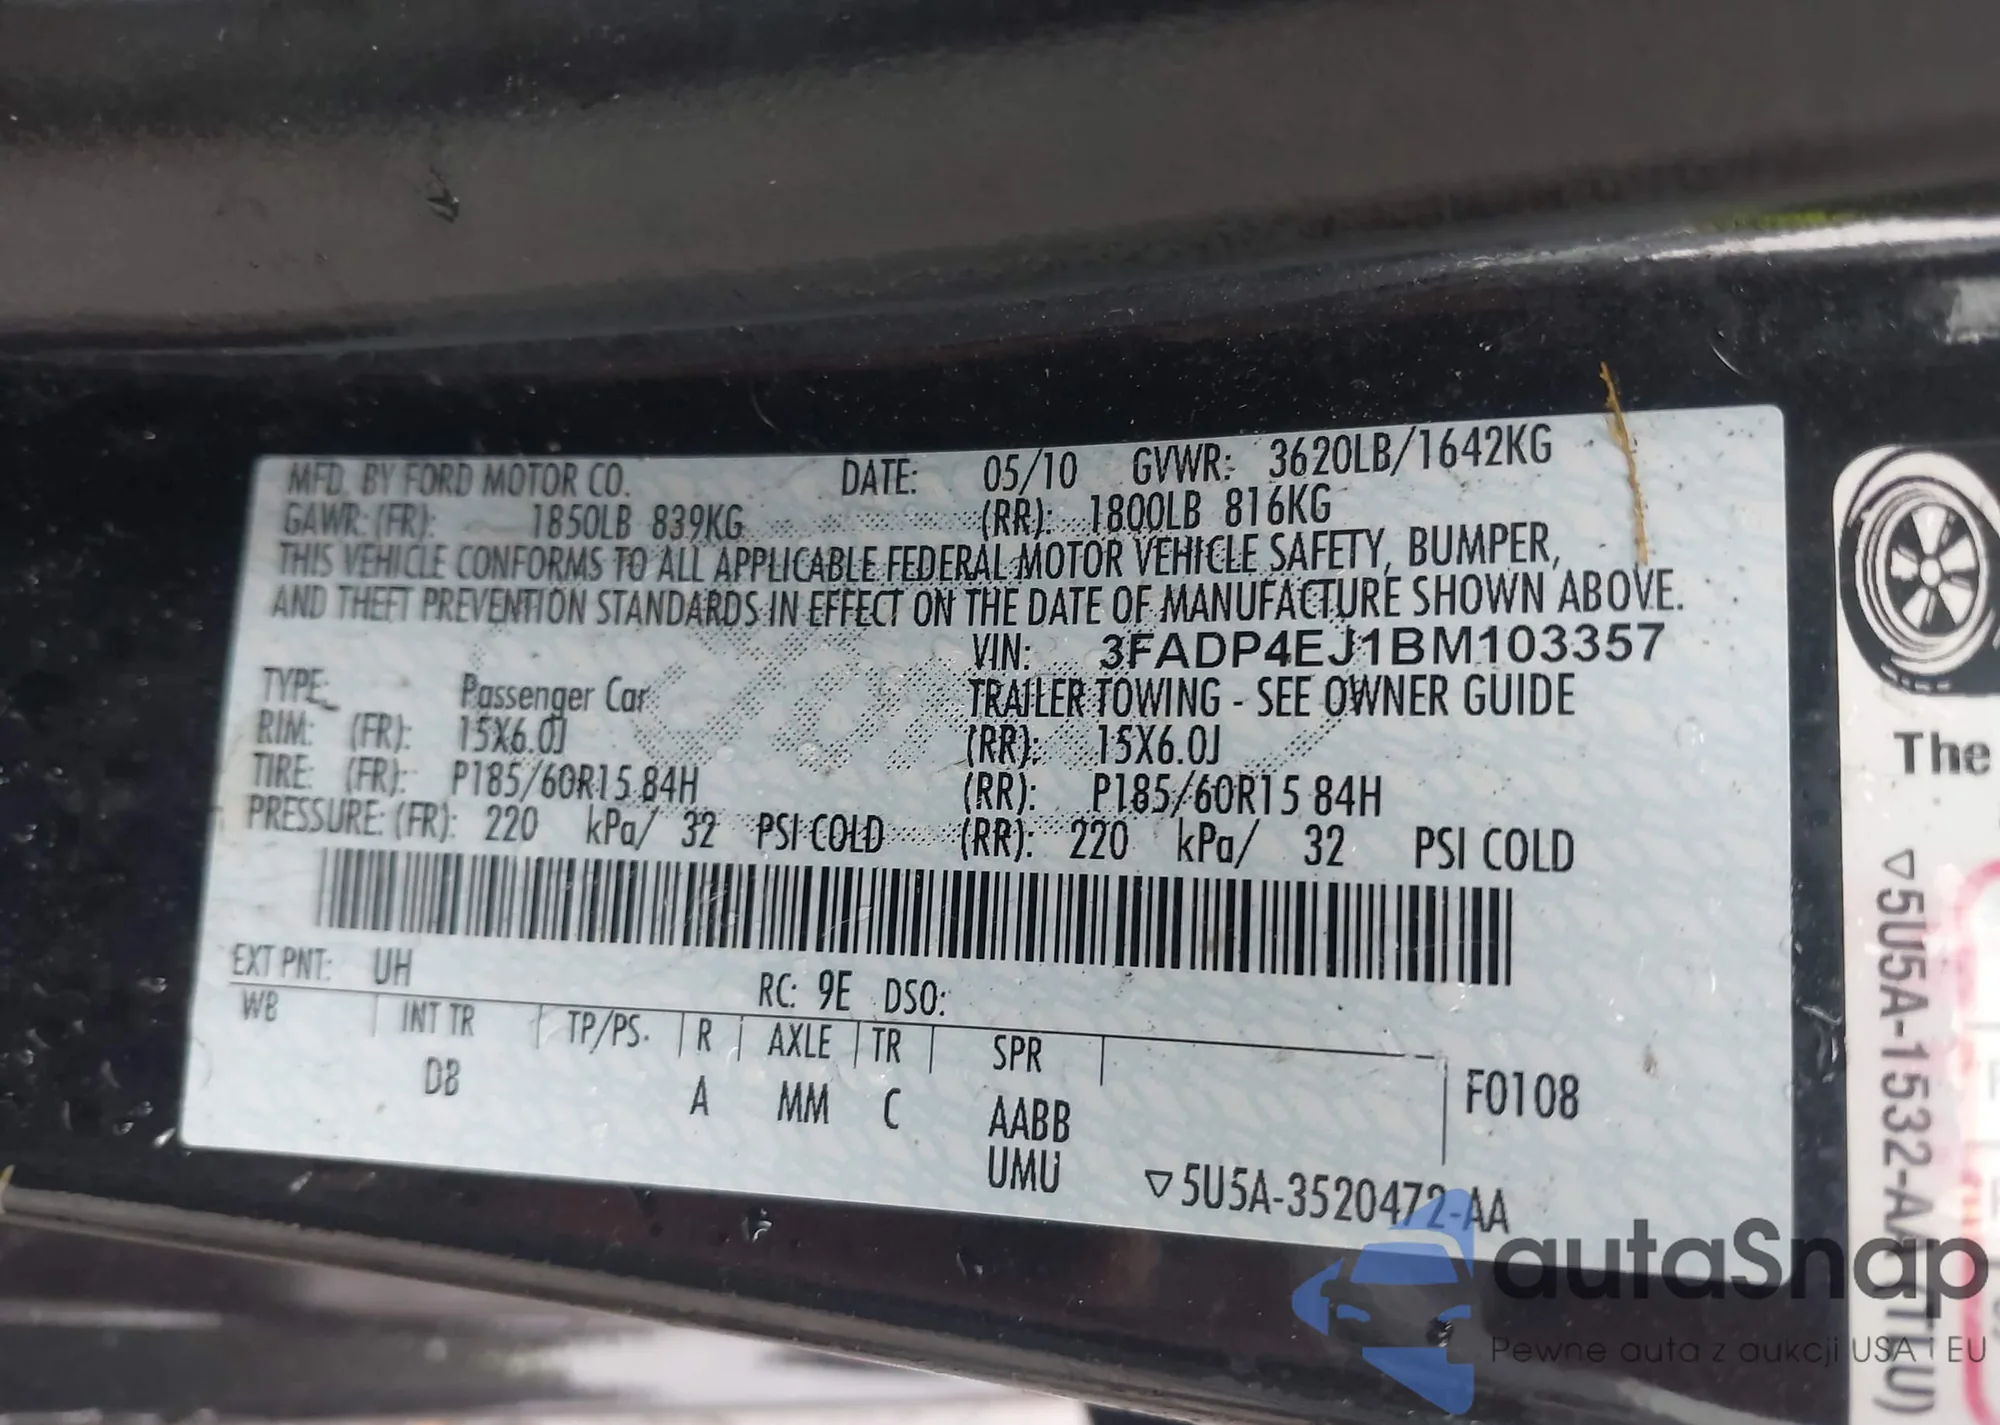 MFD. BY FORD MOTOR CO. DATE: 05/10 GVWR: 3620LB/1642KG
GAWR: (FR): 1850LB 839KG (RR): 1800LB 816KG
THIS VEHICLE CONFORMS TO ALL APPLICABLE FEDERAL MOTOR VEHICLE SAFETY, BUMPER,
AND THEFT PREVENTION STANDARDS IN EFFECT ON THE DATE OF MANUFACTURE SHOWN ABOVE.
VIN: 3FADP4EJ1BM103357
TYPE: Passenger Car TRAILER TOWING - SEE OWNER GUIDE
RIM: (FR): 15X6.0J (RR): 15X6.0J
TIRE: (FR): P185/60R15 84H (RR): P185/60R15 84H
PRESSURE: (FR): 220 kPa/ 32 PSI COLD (RR): 220 kPa/ 32 PSI COLD
EXT PNT: UH RC: 9E DSO:
WB INT TR TP/PS. R AXLE TR SPR
DB A MM C AABB F0108
UMU ▽5U5A-3520472-AA
The
▽5U5A-1532-AA
autaSnap
Pewne auta z aukcji USA i EU